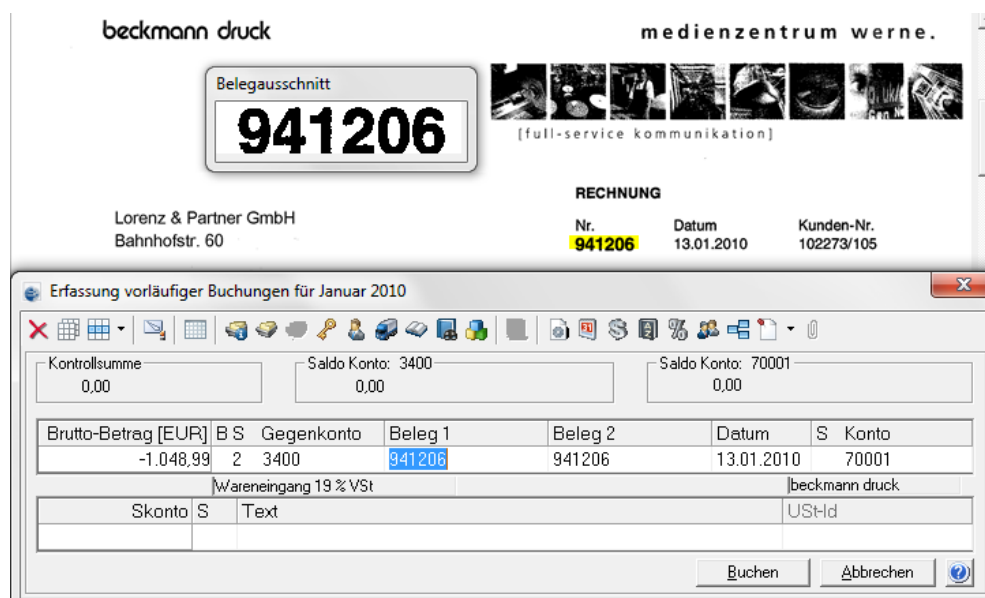 beckmann druck
medienzentrum werne.
Belegausschnitt
941206
[full-service kommunikation]
RECHNUNG
Lorenz & Partner GmbH
Bahnhofstr. 60
Nr. Datum Kunden-Nr.
941206 13.01.2010 102273/105
Erfassung vorläufiger Buchungen für Januar 2010
Kontrollsumme Saldo Konto: 3400 Saldo Konto: 70001
0,00 0,00 0,00
Brutto-Betrag [EUR] B S Gegenkonto Beleg 1 Beleg 2 Datum S Konto
-1.048,99 2 3400 941206 941206 13.01.2010 70001
Wareneingang 19 % VSt beckmann druck
Skonto S Text USt-Id
Buchen Abbrechen